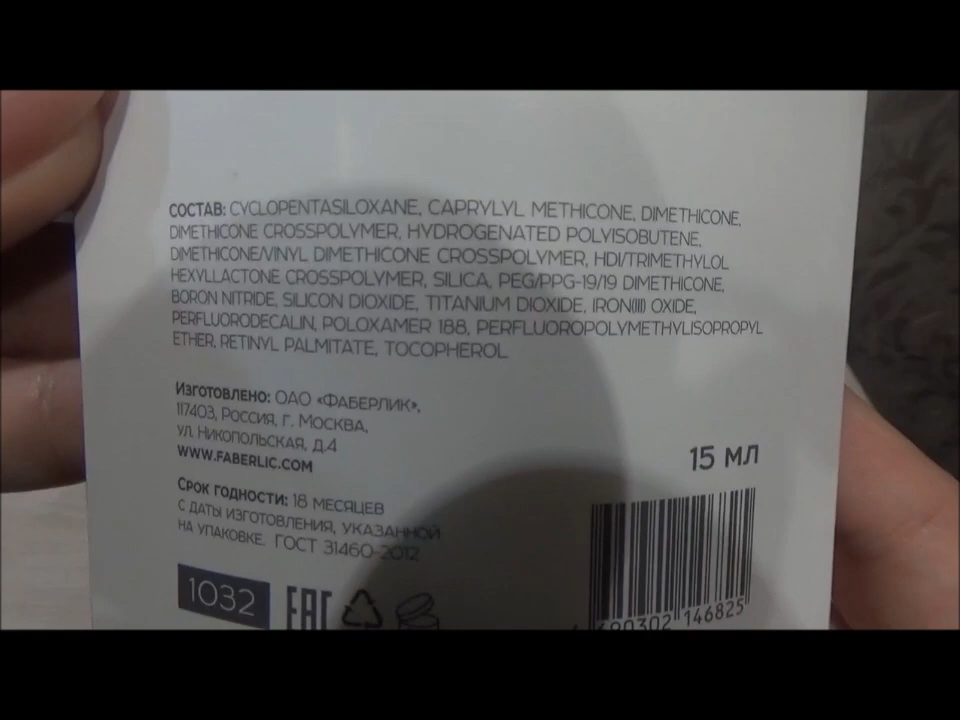 СОСТАВ: CYCLOPENTASILOXANE, CAPRYLYL METHICONE, DIMETHICONE,
DIMETHICONE CROSSPOLYMER, HYDROGENATED POLYISOBUTENE,
DIMETHICONE/VINYL DIMETHICONE CROSSPOLYMER, HDI/TRIMETHYLOL
HEXYLLACTONE CROSSPOLYMER, SILICA, PEG/PPG-19/19 DIMETHICONE,
BORON NITRIDE, SILICON DIOXIDE, TITANIUM DIOXIDE, IRON(III) OXIDE,
PERFLUORODECALIN, POLOXAMER 188, PERFLUOROPOLYMETHYLISOPROPYL
ETHER, RETINYL PALMITATE, TOCOPHEROL
ИЗГОТОВЛЕНО: ОАО «ФАБЕРЛИК»,
117403, РОССИЯ, Г. МОСКВА,
УЛ. НИКОПОЛЬСКАЯ, Д.4
WWW.FABERLIC.COM
СРОК ГОДНОСТИ: 18 МЕСЯЦЕВ
С ДАТЫ ИЗГОТОВЛЕНИЯ, УКАЗАННОЙ
НА УПАКОВКЕ. ГОСТ 31460-2012
1032
EAC
15 МЛ
690302 146825